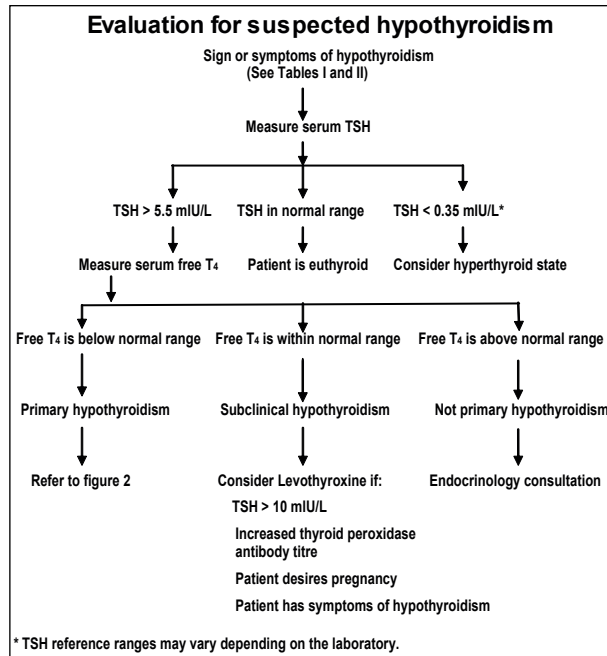 Evaluation for suspected hypothyroidism
Sign or symptoms of hypothyroidism
(See Tables I and II)
Measure serum TSH
TSH > 5.5 mIU/L TSH in normal range TSH < 0.35 mIU/L*
Measure serum free T4 Patient is euthyroid Consider hyperthyroid state
Free T4 is below normal range Free T4 is within normal range Free T4 is above normal range
Primary hypothyroidism Subclinical hypothyroidism Not primary hypothyroidism
Refer to figure 2 Consider Levothyroxine if: Endocrinology consultation
TSH > 10 mIU/L
Increased thyroid peroxidase
antibody titre
Patient desires pregnancy
Patient has symptoms of hypothyroidism
* TSH reference ranges may vary depending on the laboratory.